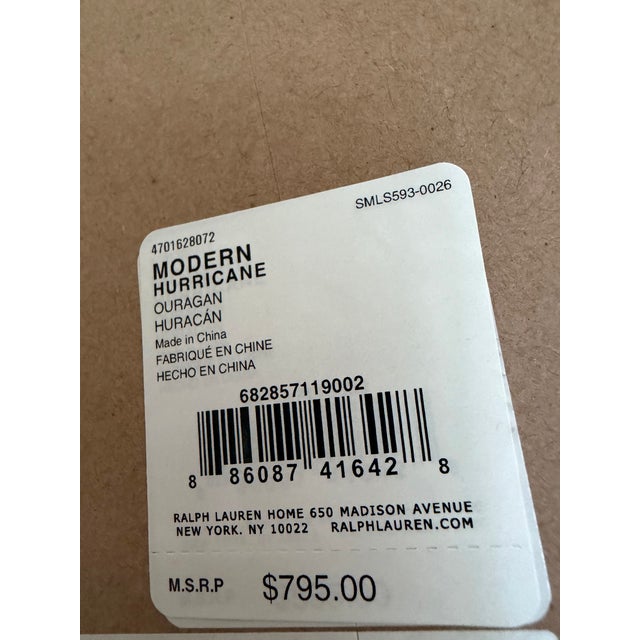 SMLS593-0026
4701628072
MODERN
HURRICANE
OURAGAN
HURACÁN
Made in China
FABRIQUÉ EN CHINE
HECHO EN CHINA
682857119002
8 86087 41642 8
RALPH LAUREN HOME 650 MADISON AVENUE
NEW YORK. NY 10022 RALPHLAUREN.COM
M.S.R.P $795.00